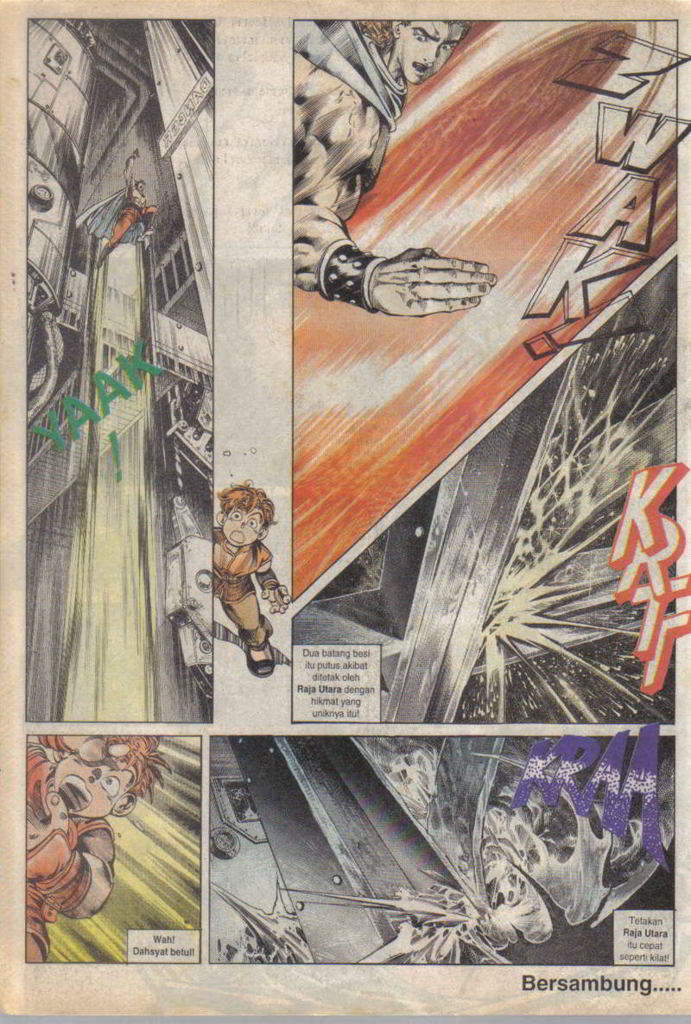 YAAK!
ZWAK!
KRAK
Dua batang besi
itu putus akibat
ditetak oleh
Raja Utara dengan
hikmat yang
uniknya itu!
Wah!
Dahsyat betul!
KRAA
Tetakan
Raja Utara
itu cepat
seperti kilat!
Bersambung.....